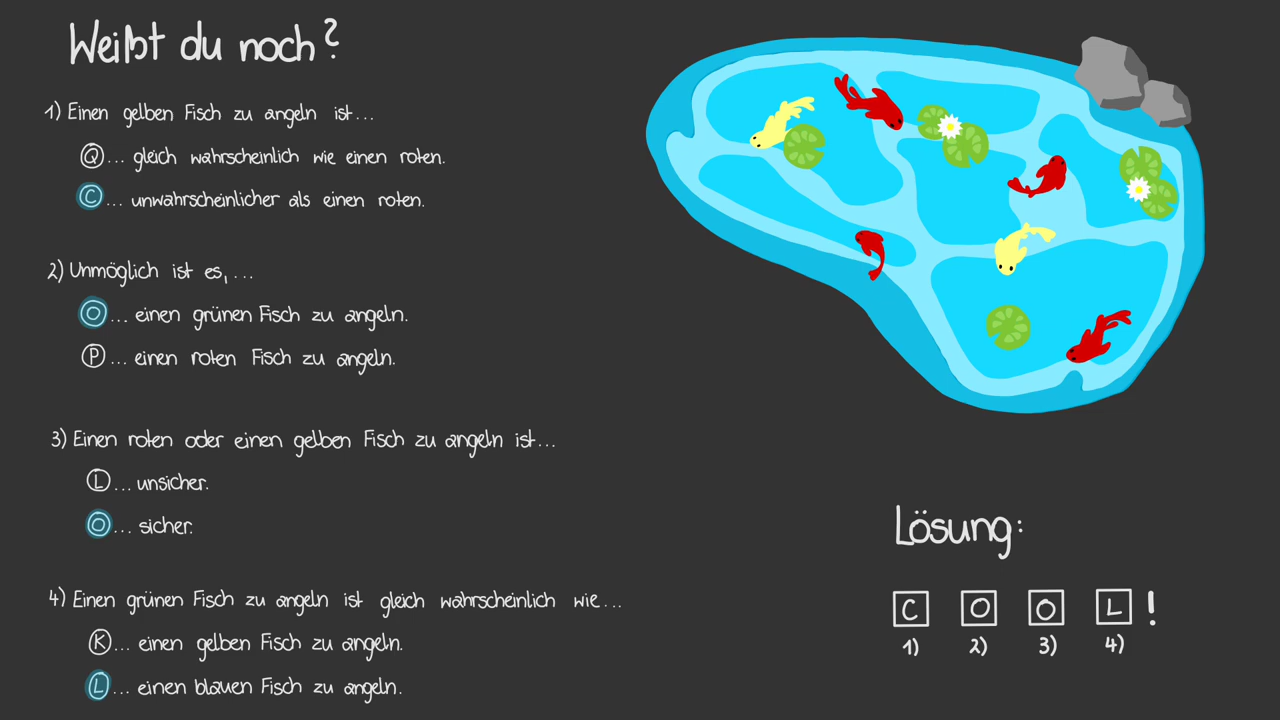 Weißt du noch?
1) Einen gelben Fisch zu angeln ist...
Q ... gleich wahrscheinlich wie einen roten.
C ... unwahrscheinlicher als einen roten.
2) Unmöglich ist es, ...
O ... einen grünen Fisch zu angeln.
P ... einen roten Fisch zu angeln.
3) Einen roten oder einen gelben Fisch zu angeln ist...
L ... unsicher.
O ... sicher.
4) Einen grünen Fisch zu angeln ist gleich wahrscheinlich wie...
K ... einen gelben Fisch zu angeln.
L ... einen blauen Fisch zu angeln.
Lösung:
C O O L !
1) 2) 3) 4)